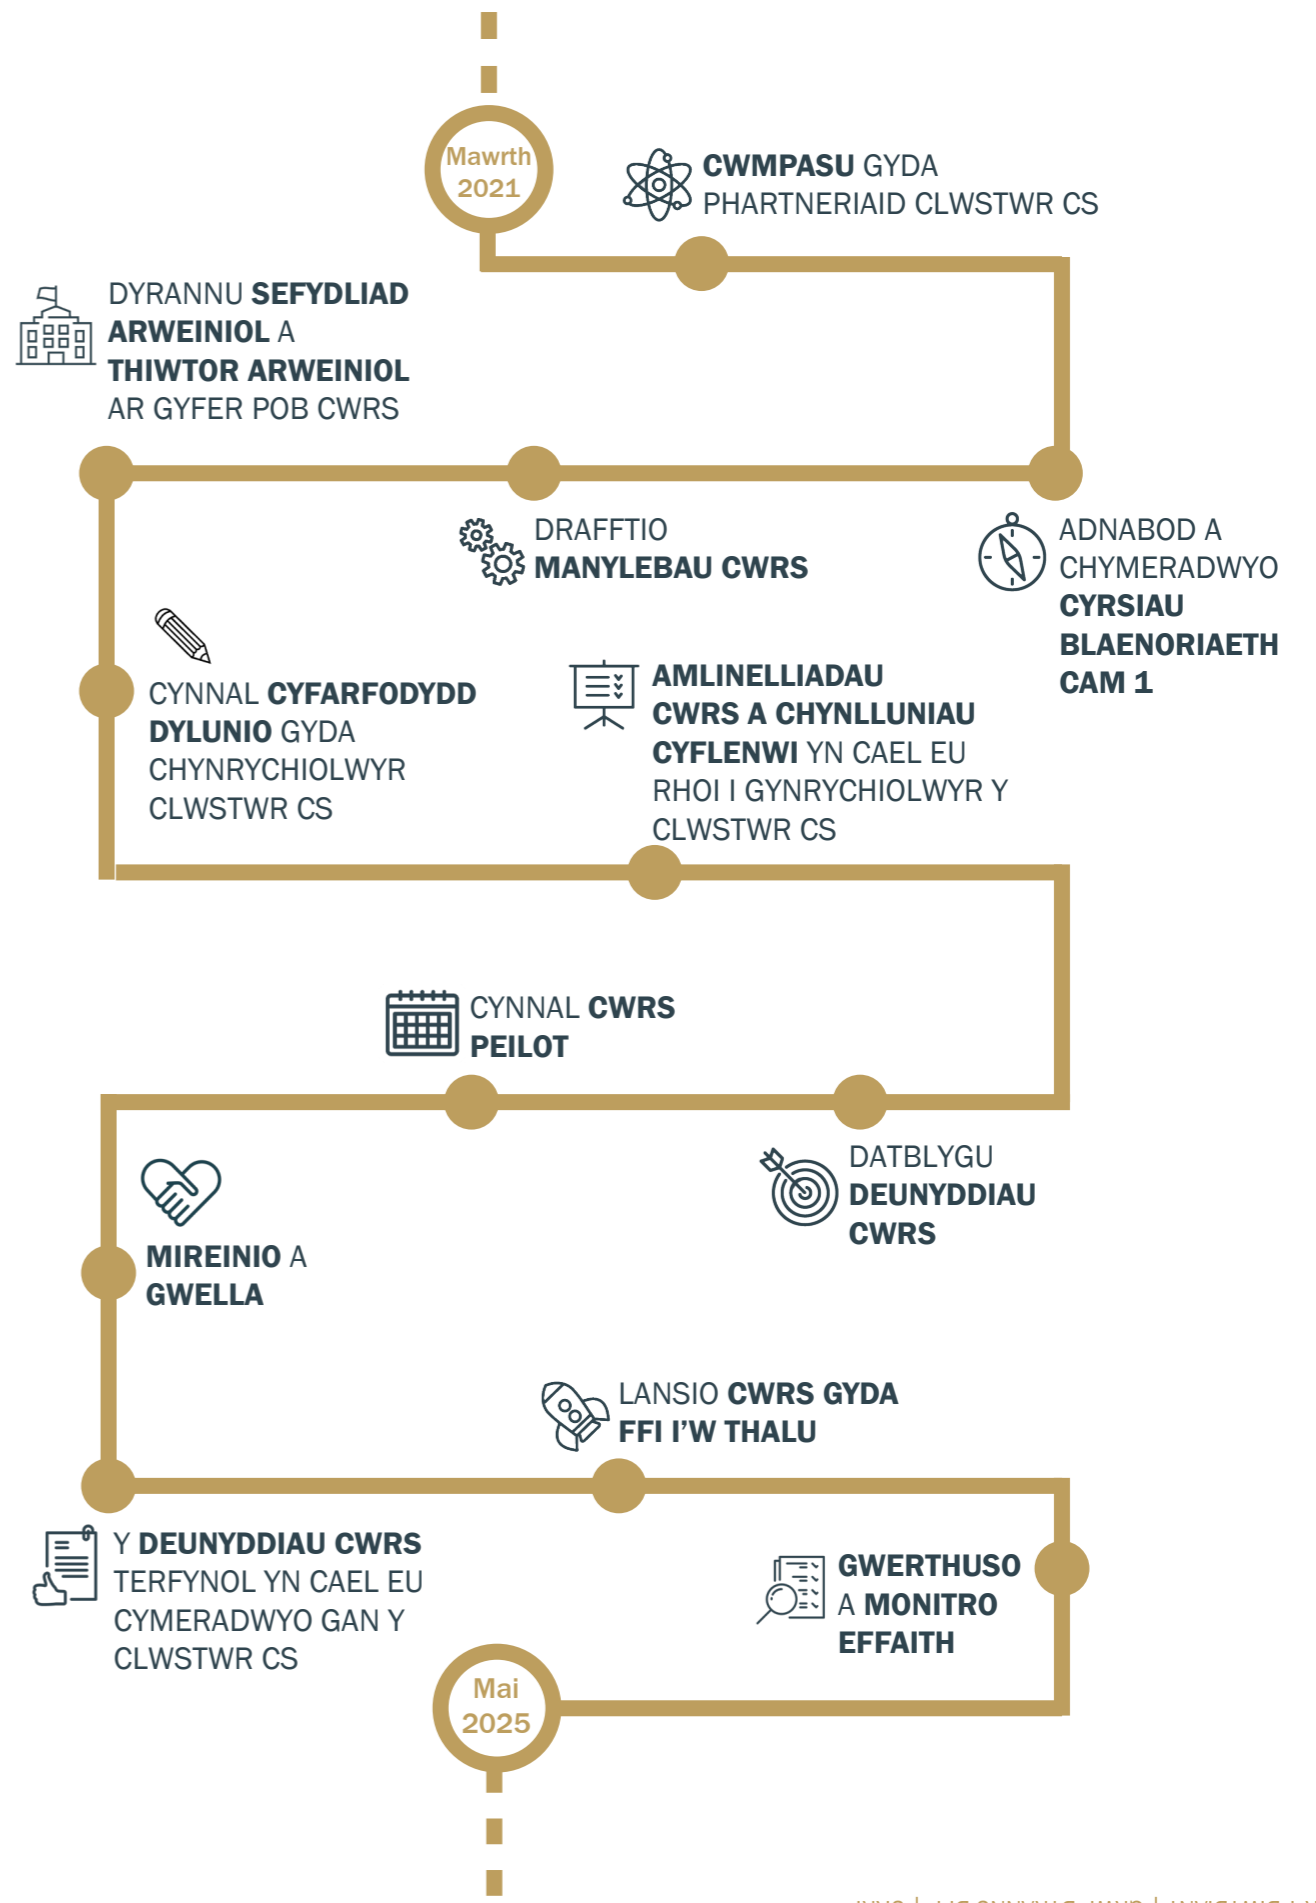 Mawrth
2021
CWMPASU GYDA
PHARTNERIAID CLWSTWR CS
DYRANNU SEFYDLIAD
ARWEINIOL A
THIWTOR ARWEINIOL
AR GYFER POB CWRS
DRAFFTIO
MANYLEBAU CWRS
ADNABOD A
CHYMERADWYO
CYRSIAU
BLAENORIAETH
CAM 1
CYNNAL CYFARFODYDD
DYLUNIO GYDA
CHYNRYCHIOLWYR
CLWSTWR CS
AMLINELLIADAU
CWRS A CHYNLLUNIAU
CYFLENWI YN CAEL EU
RHOI I GYNRYCHIOLWYR Y
CLWSTWR CS
CYNNAL CWRS
PEILOT
DATBLYGU
DEUNYDDIAU
CWRS
MIREINIO A
GWELLA
LANSIO CWRS GYDA
FFI I'W THALU
Y DEUNYDDIAU CWRS
TERFYNOL YN CAEL EU
CYMERADWYO GAN Y
CLWSTWR CS
GWERTHUSO
A MONITRO
EFFAITH
Mai
2025